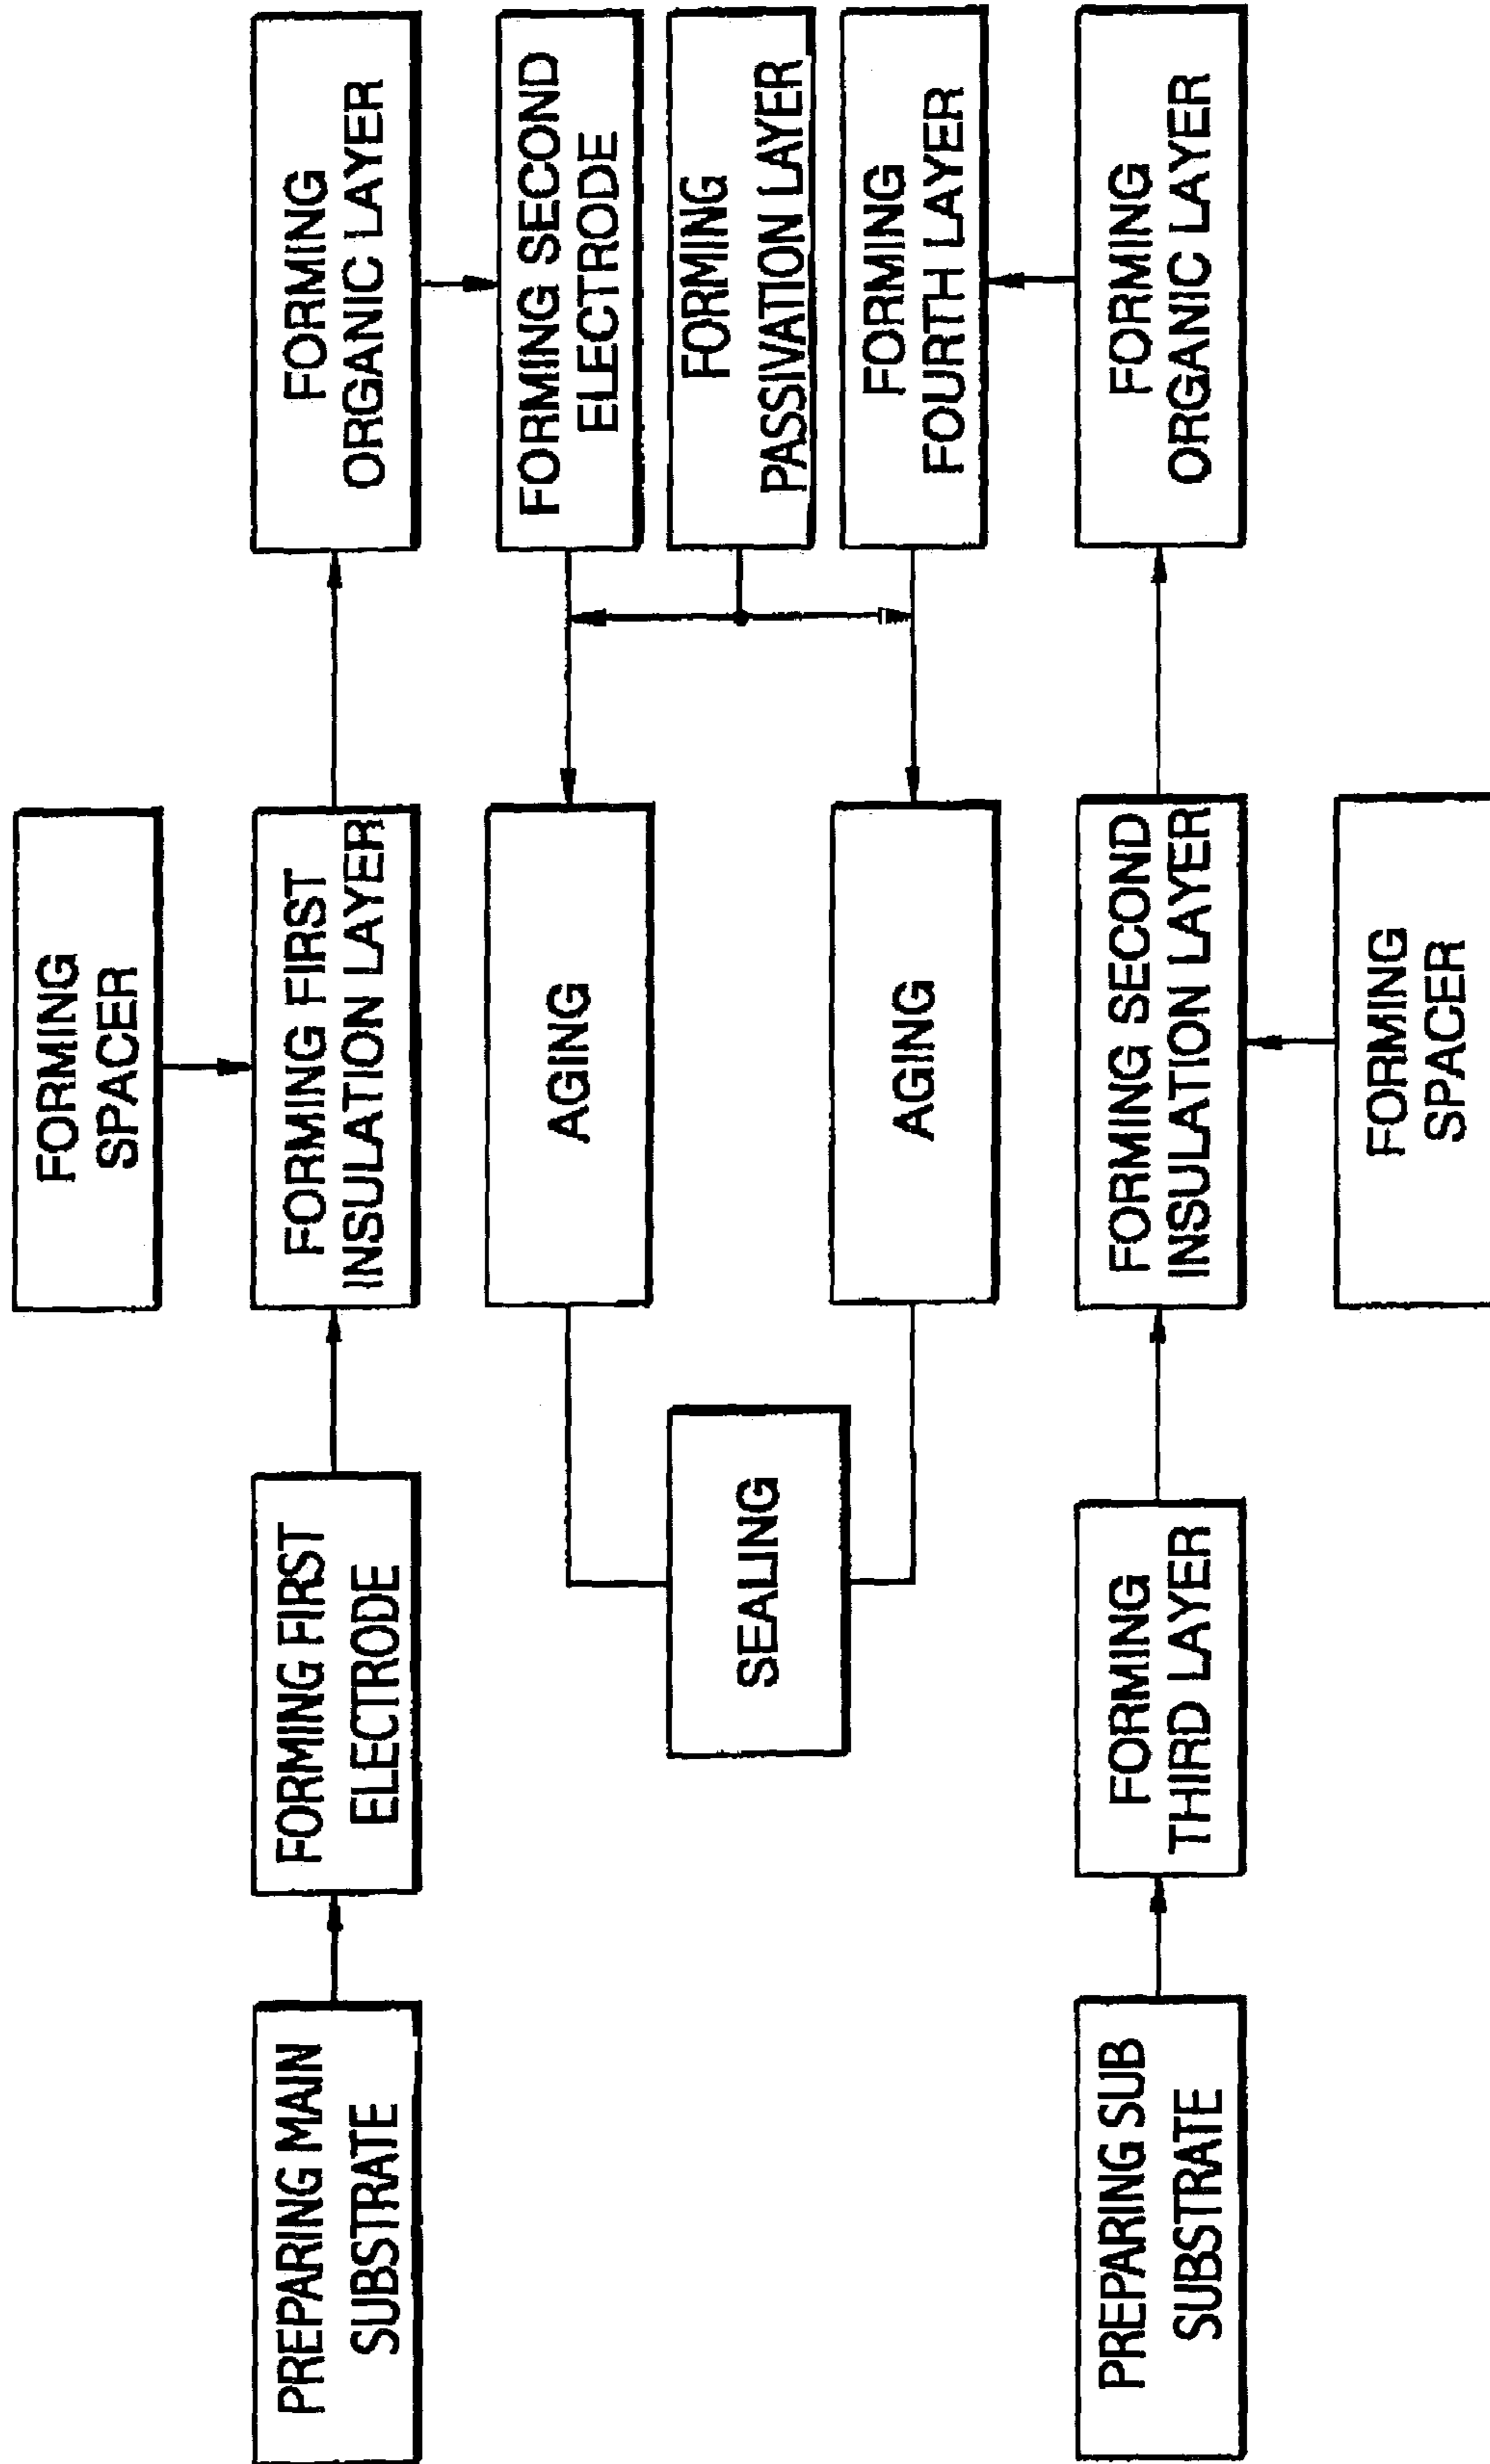 FORMING
SPACER
PREPARING MAIN
SUBSTRATE
FORMING FIRST
ELECTRODE
FORMING FIRST
INSULATION LAYER
FORMING
ORGANIC LAYER
AGING
FORMING SECOND
ELECTRODE
SEALING
FORMING
PASSIVATION LAYER
AGING
FORMING
FOURTH LAYER
PREPARING SUB
SUBSTRATE
FORMING
THIRD LAYER
FORMING SECOND
INSULATION LAYER
FORMING
ORGANIC LAYER
FORMING
SPACER